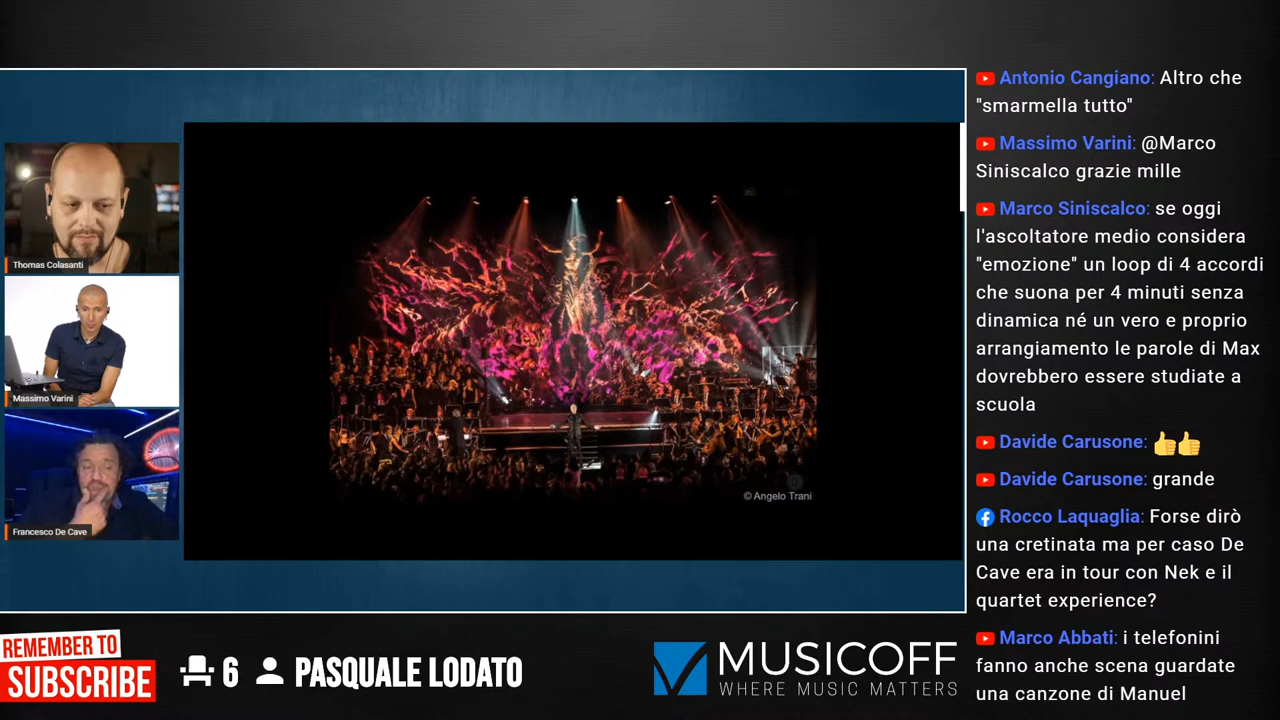 Antonio Cangiano: Altro che
"smarmella tutto"
Massimo Varini: @Marco
Siniscalco grazie mille
Marco Siniscalco: se oggi
l'ascoltatore medio considera
"emozione" un loop di 4 accordi
che suona per 4 minuti senza
dinamica né un vero e proprio
arrangiamento le parole di Max
dovrebbero essere studiate a
scuola
Davide Carusone: 👍👍
Davide Carusone: grande
Rocco Laquaglia: Forse dirò
una cretinata ma per caso De
Cave era in tour con Nek e il
quartet experience?
Marco Abbati: i telefonini
fanno anche scena guardate
una canzone di Manuel
Thomas Colasanti
Massimo Varini
Francesco De Cave
© Angelo Trani
REMEMBER TO
SUBSCRIBE
6 PASQUALE LODATO
MUSICOFF
WHERE MUSIC MATTERS